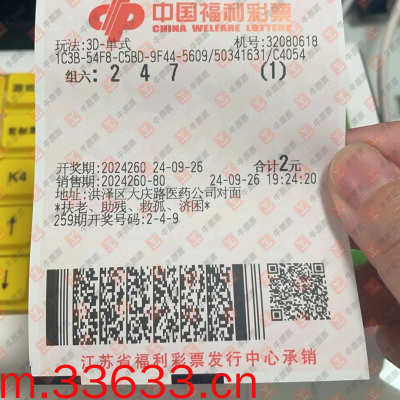 中国福利彩票
CHINA WELFARE LOTTERY
玩法:3D-单式 机号:32080618
1C3B-54F8-C5BD-9F44-5609/50341631/C4054
组六: 2 4 7 (1)
开奖期:2024260 24-09-26 合计2元
销售期:2024260-80 24-09-26 19:24:20
地址:洪泽区大庆路医药公司对面
*扶老、助残、救孤、济困*
259期开奖号码:2-4-9
江苏省福利彩票发行中心承销
m.33633.cn
K4